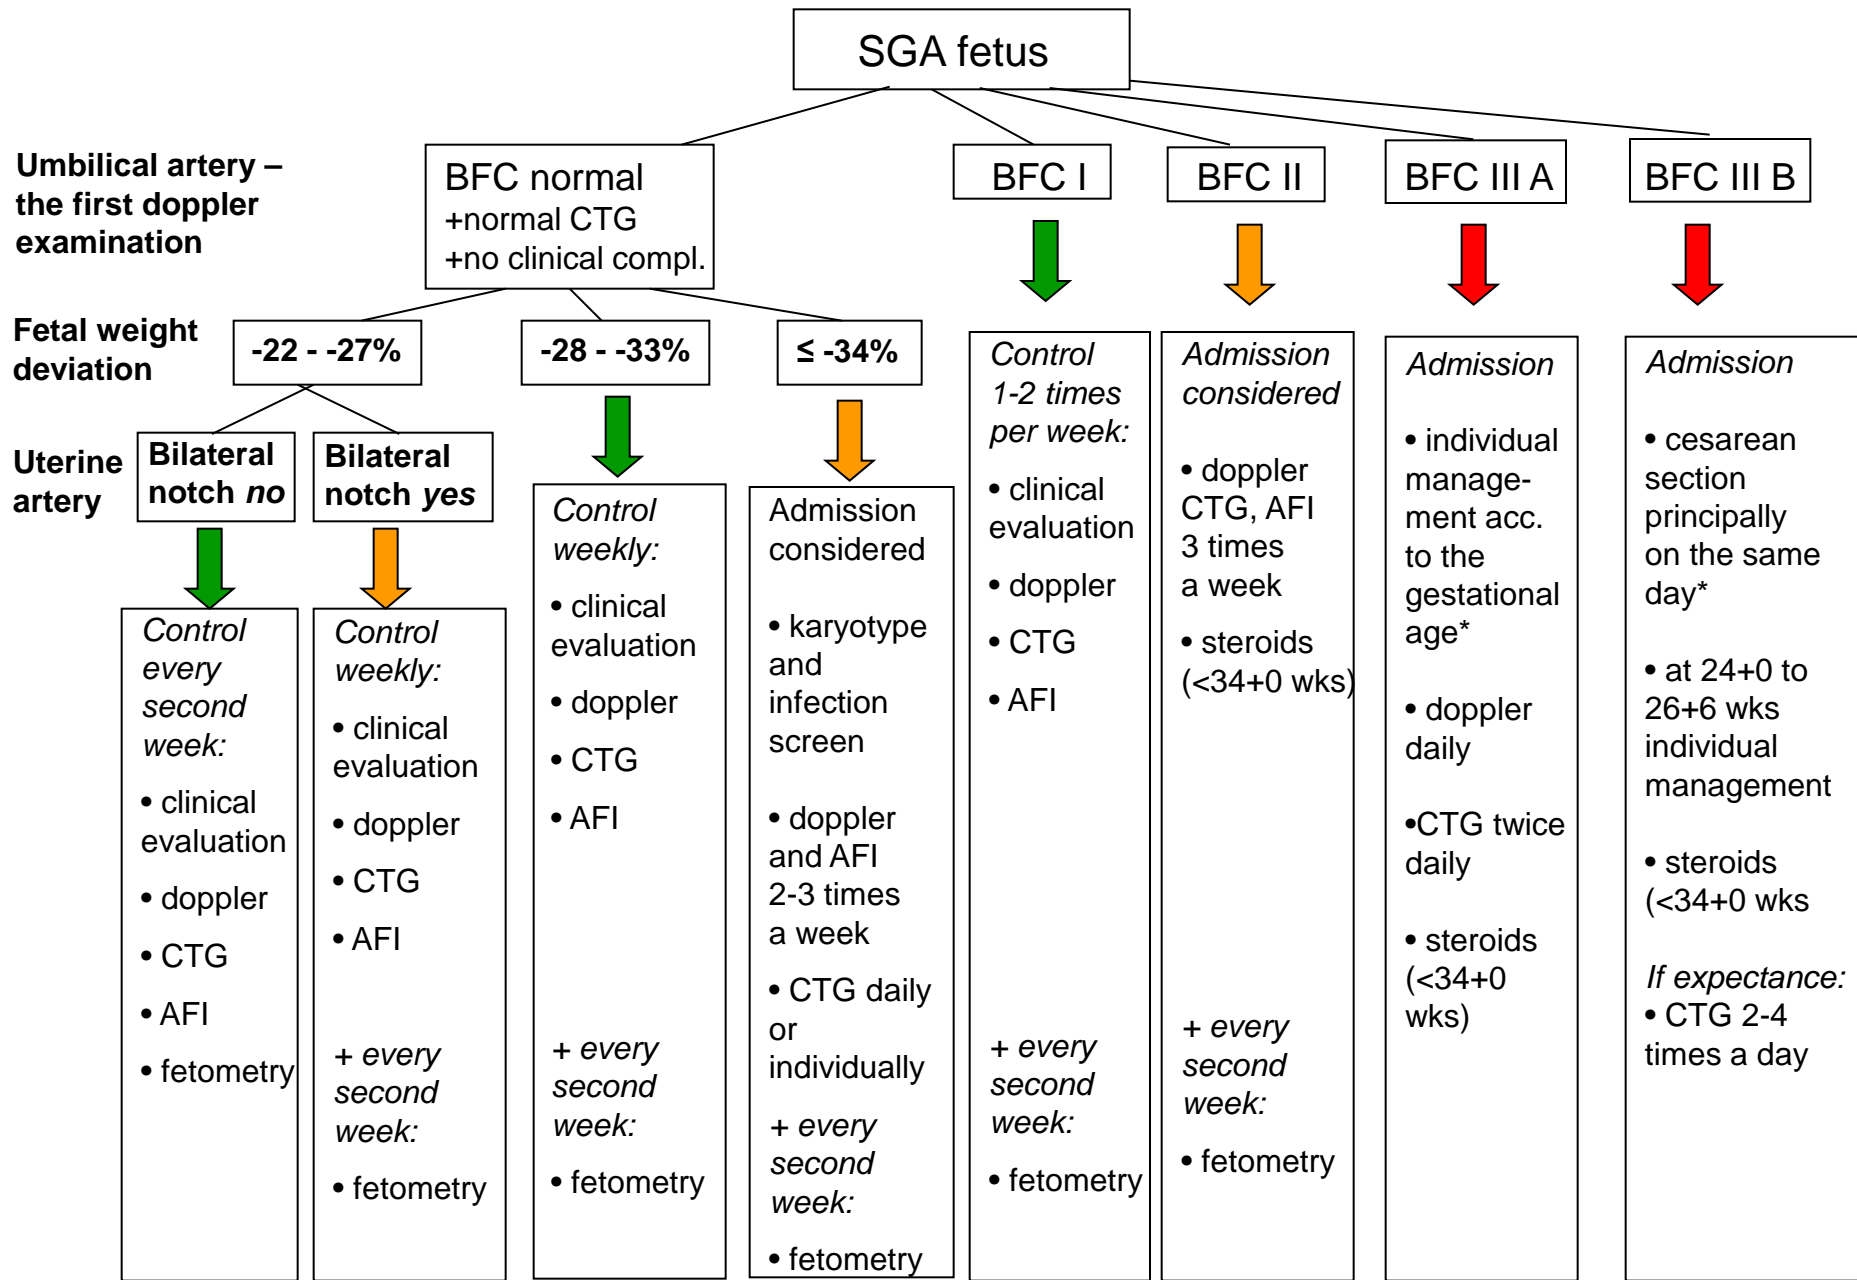 SGA fetus
Umbilical artery –
the first doppler
examination
BFC normal
+normal CTG
+no clinical compl.
BFC I
BFC II
BFC III A
BFC III B
Fetal weight
deviation
-22 - -27%
-28 - -33%
≤ -34%
Uterine
artery
Bilateral
notch no
Bilateral
notch yes
Control
every
second
week:
• clinical
evaluation
• doppler
• CTG
• AFI
• fetometry
Control
weekly:
• clinical
evaluation
• doppler
• CTG
• AFI
+ every
second
week:
• fetometry
Control
weekly:
• clinical
evaluation
• doppler
• CTG
• AFI
+ every
second
week:
• fetometry
Admission
considered
• karyotype
and
infection
screen
• doppler
and AFI
2-3 times
a week
• CTG daily
or
individually
+ every
second
week:
• fetometry
Control
1-2 times
per week:
• clinical
evaluation
• doppler
• CTG
• AFI
+ every
second
week:
• fetometry
Admission
considered
• doppler
CTG, AFI
3 times
a week
• steroids
(<34+0 wks)
+ every
second
week:
• fetometry
Admission
• individual
manage-
ment acc.
to the
gestational
age*
• doppler
daily
•CTG twice
daily
• steroids
(<34+0
wks)
Admission
• cesarean
section
principally
on the same
day*
• at 24+0 to
26+6 wks
individual
management
• steroids
(<34+0 wks
If expectance:
• CTG 2-4
times a day